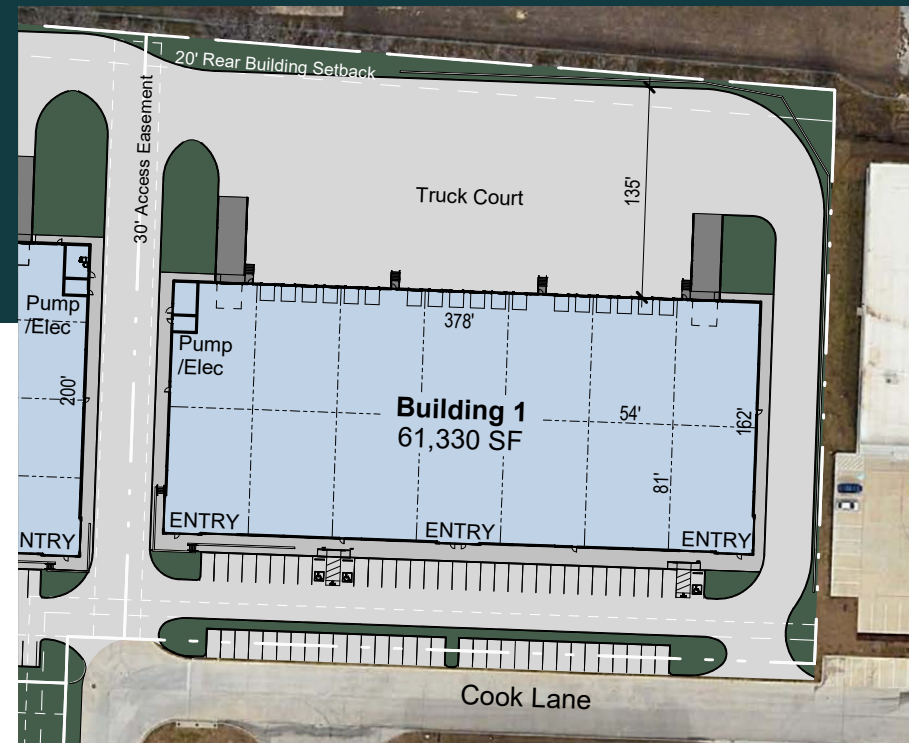 20' Rear Building Setback
30' Access Easement
Truck Court
135'
Pump
/Elec
200'
NTRY
Pump
/Elec
378'
Building 1
61,330 SF
54'
162'
81'
ENTRY
ENTRY
ENTRY
Cook Lane